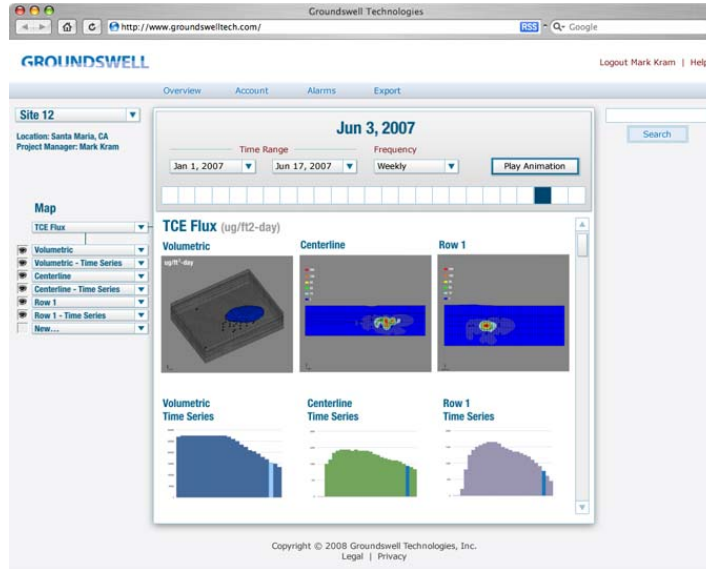 Groundswell Technologies
http://www.groundswelltech.com/
RSS
Q- Google
GROUNDSWELL
Logout Mark Kram | Help
Overview Account Alarms Export
Site 12
Location: Santa Maria, CA
Project Manager: Mark Kram
Jun 3, 2007
Time Range
Frequency
Jan 1, 2007
Jun 17, 2007
Weekly
Play Animation
Search
Map
TCE Flux
Volumetric
Volumetric - Time Series
Centerline
Centerline - Time Series
Row 1
Row 1 - Time Series
New...
TCE Flux (ug/ft2-day)
Volumetric
Centerline
Row 1
ug/ft²-day
Volumetric
Time Series
Centerline
Time Series
Row 1
Time Series
Copyright © 2008 Groundswell Technologies, Inc.
Legal | Privacy